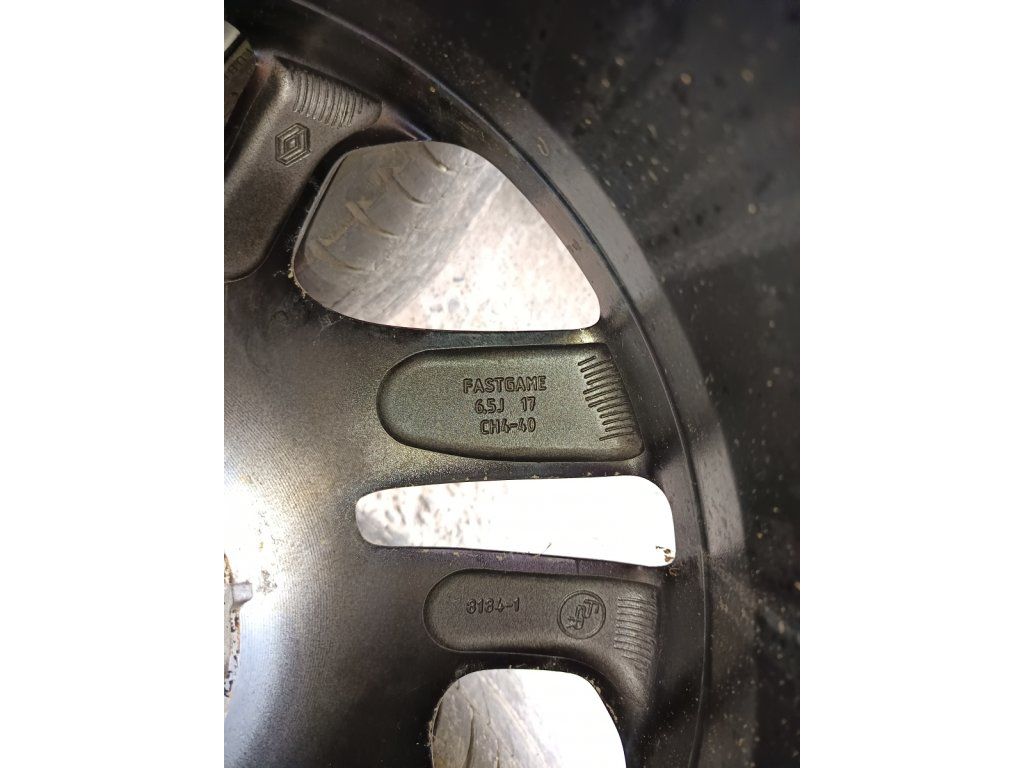 FASTGAME
6.5J 17
CH4-40
8184-1